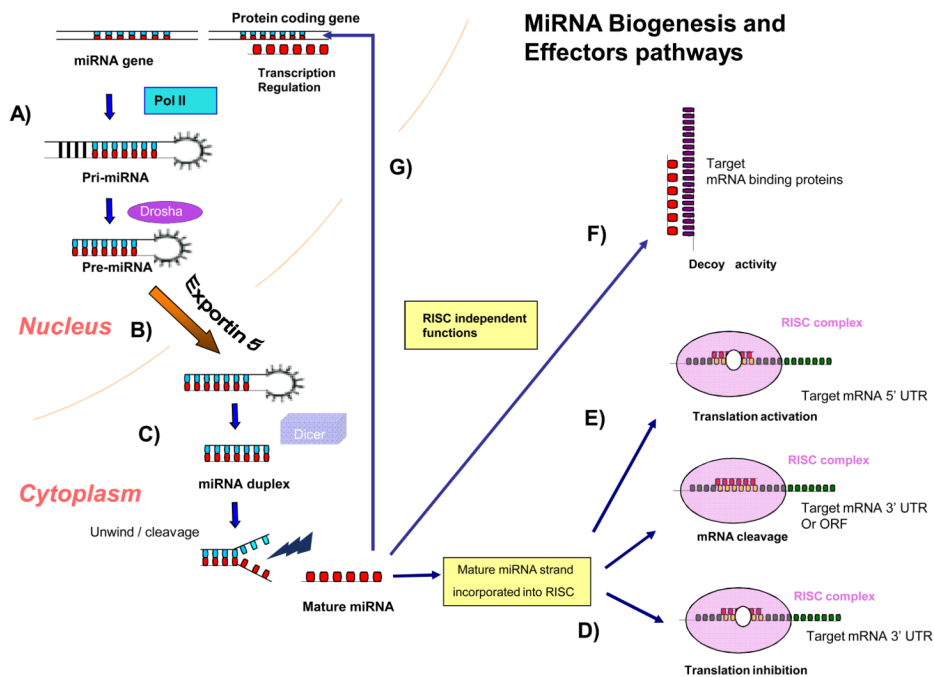 MiRNA Biogenesis and
Effectors pathways
Protein coding gene
miRNA gene
Transcription
Regulation
A)
Pol II
Pri-miRNA
Drosha
Pre-miRNA
Nucleus
B)
Exportin 5
C)
Dicer
miRNA duplex
Cytoplasm
Unwind / cleavage
Mature miRNA
G)
RISC independent
functions
F)
Target
mRNA binding proteins
Decoy activity
Mature miRNA strand
incorporated into RISC
E)
RISC complex
Target mRNA 5' UTR
Translation activation
RISC complex
Target mRNA 3' UTR
Or ORF
mRNA cleavage
D)
RISC complex
Target mRNA 3' UTR
Translation inhibition